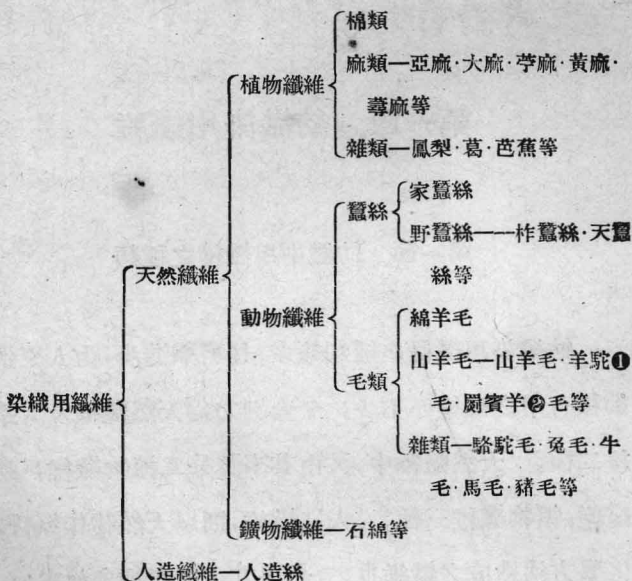 棉類
麻類—亞麻·大麻·苧麻·黃麻·
植物纖維
蕁麻等
雜類—鳳梨·葛·芭蕉等
家蠶絲
蠶絲
野蠶絲——柞蠶絲·天蠶
天然纖維
絲等
動物纖維
綿羊毛
山羊毛—山羊毛·羊駝❶
毛類
染織用纖維
毛·罽賓羊❷毛等
雜類—駱駝毛·兔毛·牛
毛·馬毛·豬毛等
鑛物纖維—石綿等
人造纖維—人造絲